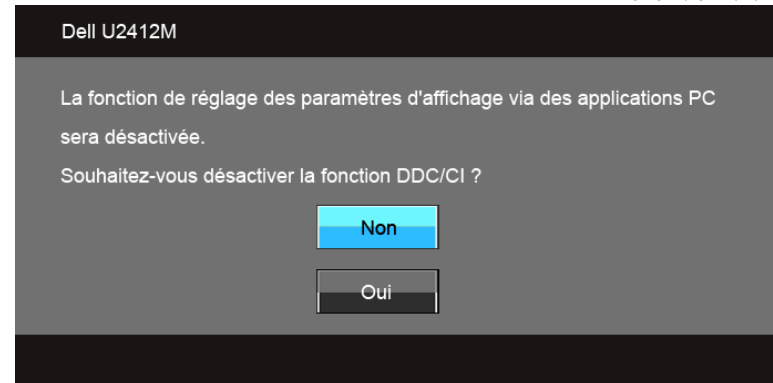 Dell U2412M
La fonction de réglage des paramètres d'affichage via des applications PC
sera désactivée.
Souhaitez-vous désactiver la fonction DDC/CI ?
Non
Oui